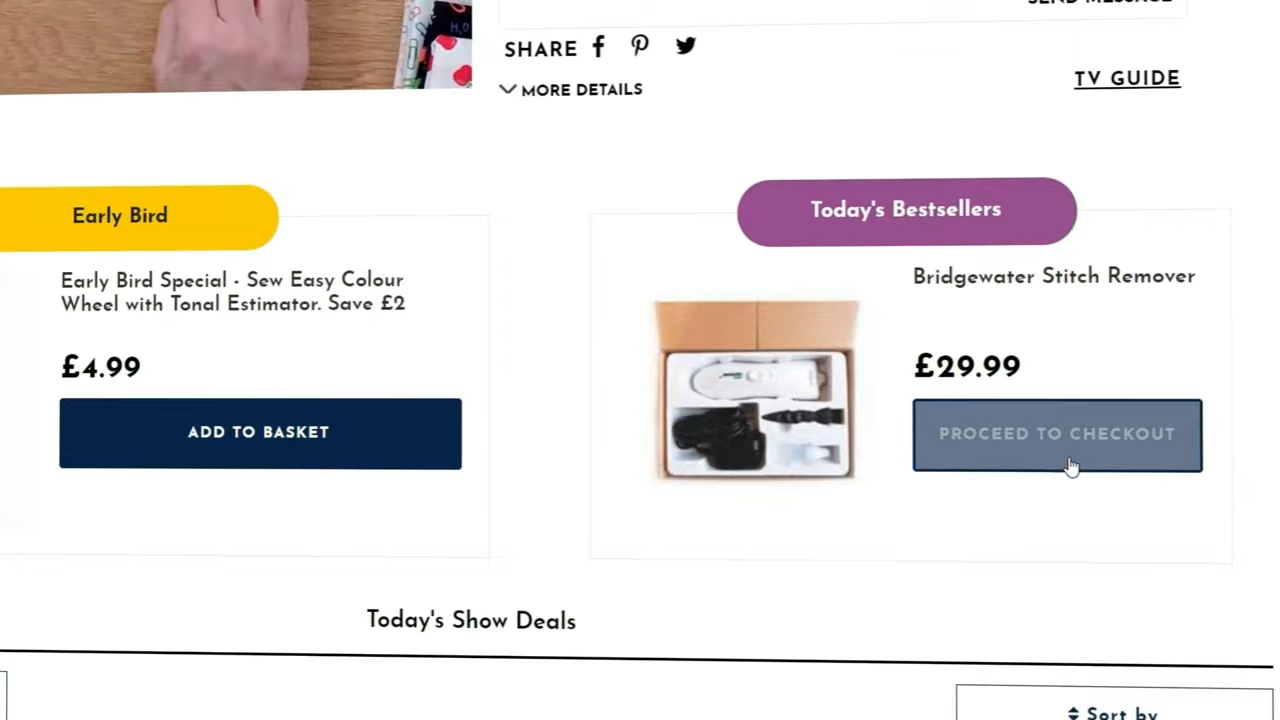 SEND MESSAGE
SHARE
MORE DETAILS
TV GUIDE
Early Bird
Early Bird Special - Sew Easy Colour
Wheel with Tonal Estimator. Save £2
£4.99
ADD TO BASKET
Today's Bestsellers
Bridgewater Stitch Remover
£29.99
PROCEED TO CHECKOUT
Today's Show Deals
Sort by